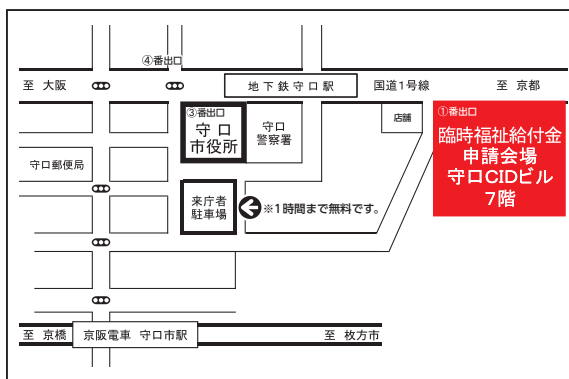 ④番出口
至 大阪
地下鉄守口駅
国道1号線
至 京都
③番出口
守口
市役所
守口
警察署
店舗
①番出口
臨時福祉給付金
申請会場
守口CIDビル
7階
守口郵便局
来庁者
駐車場
※1時間まで無料です。
至 京橋
京阪電車 守口市駅
至 枚方市